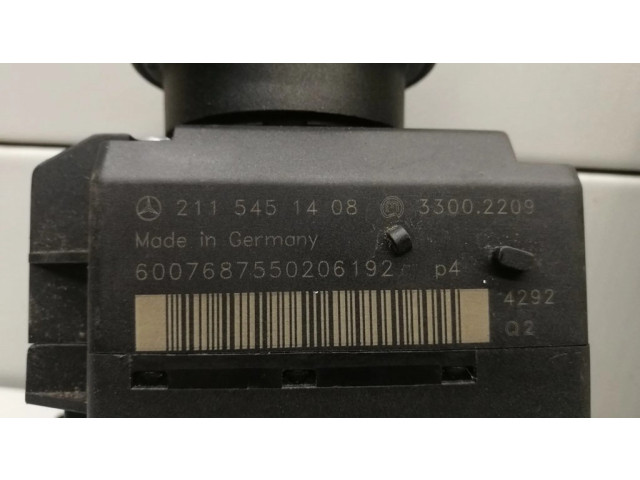 211 545 14 08 3300.2209
Made in Germany
6007687550206192 p4
4292
Q2